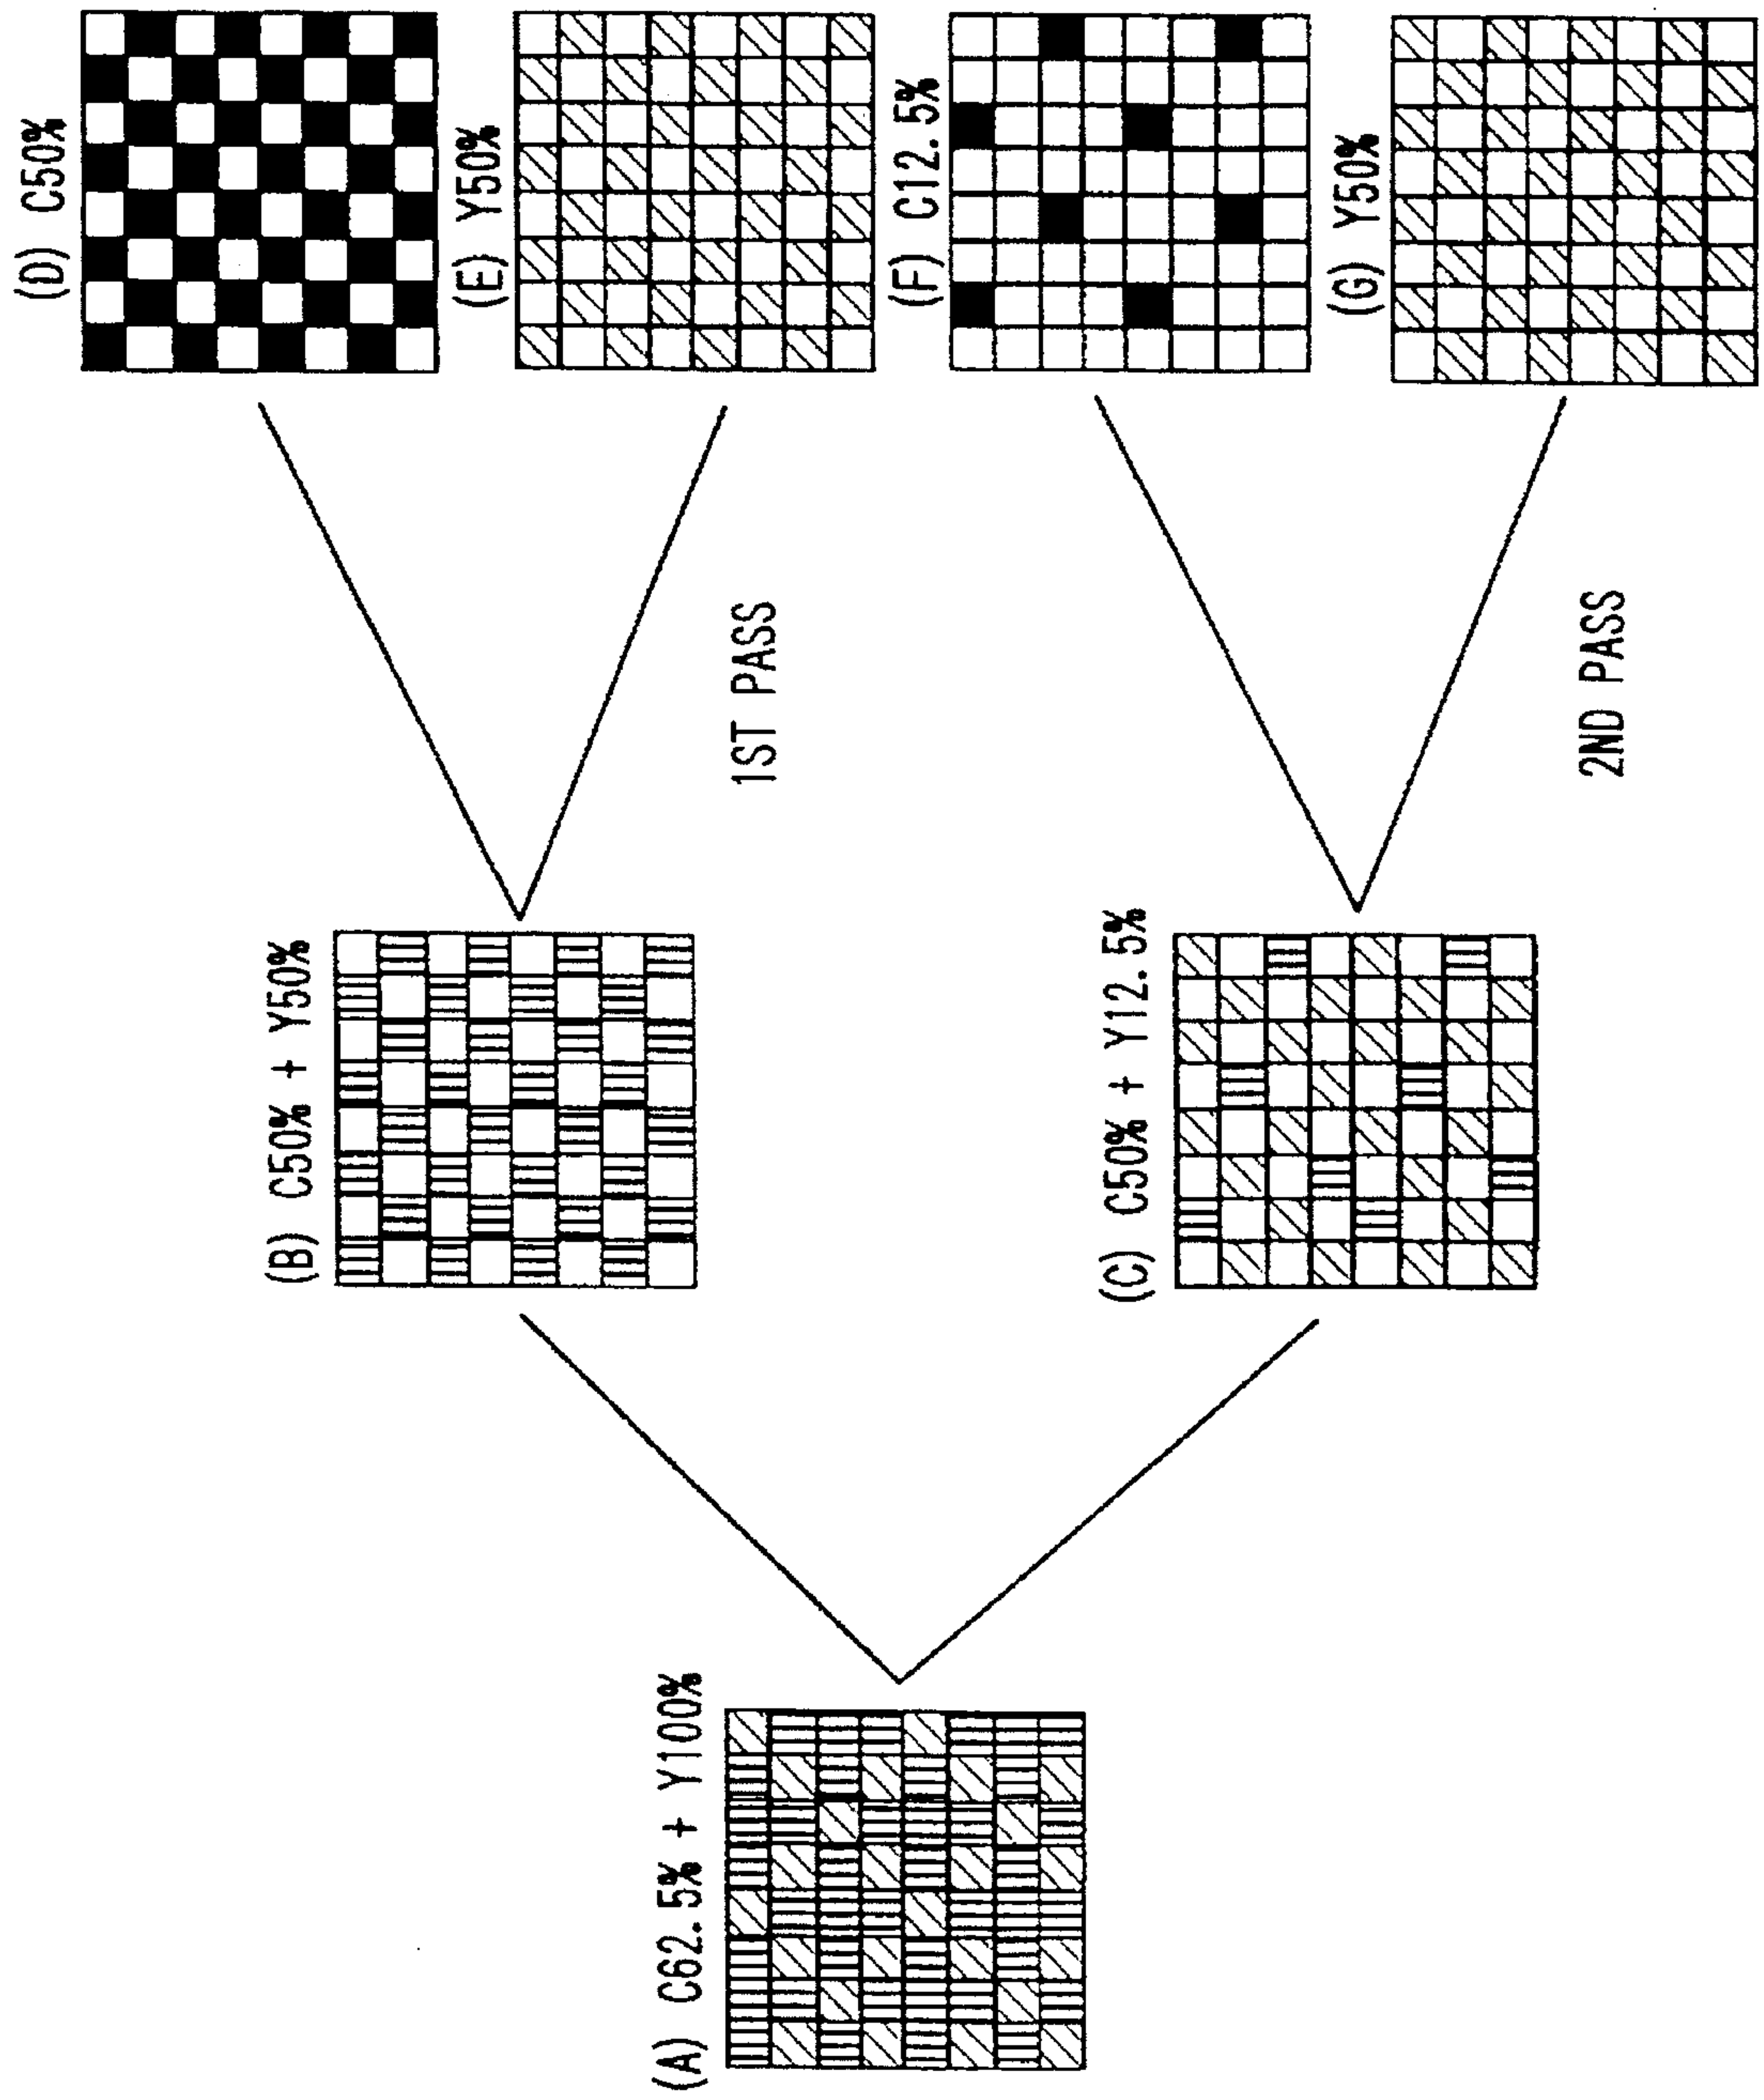 (A) C62.5% + Y100%
(B) C50% + Y50%
(C) C50% + Y12.5%
1ST PASS
2ND PASS
(D) C50%
(E) Y50%
(F) C12.5%
(G) Y50%